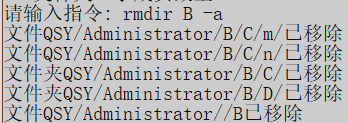 请输入指令: rmdir B -a
文件QSY/Administrator/B/C/m/已移除
文件QSY/Administrator/B/C/n/已移除
文件夹QSY/Administrator/B/C/已移除
文件夹QSY/Administrator/B/D/已移除
文件QSY/Administrator//B已移除